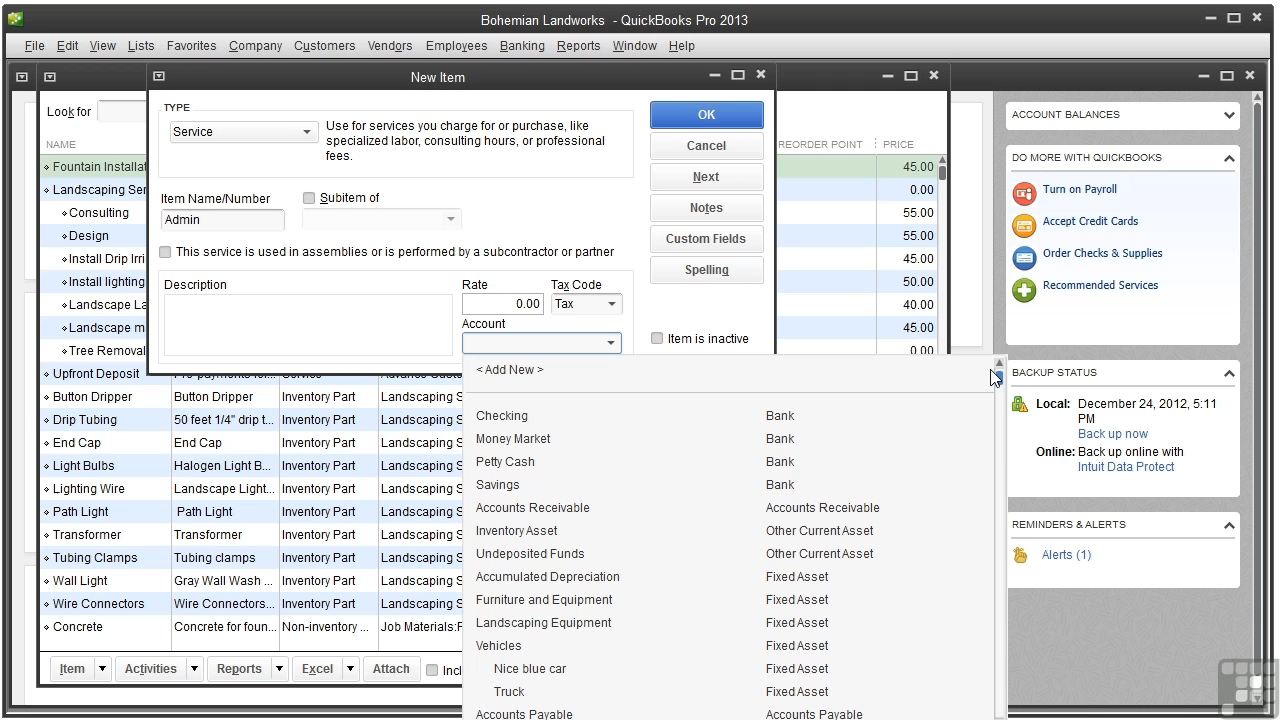 Bohemian Landworks - QuickBooks Pro 2013
File Edit View Lists Favorites Company Customers Vendors Employees Banking Reports Window Help
New Item
Look for
NAME
REORDER POINT
PRICE
TYPE
Service
Use for services you charge for or purchase, like
specialized labor, consulting hours, or professional
fees.
OK
Cancel
Next
Notes
Custom Fields
Spelling
Item Name/Number
Subitem of
Admin
This service is used in assemblies or is performed by a subcontractor or partner
Description
Rate
Tax Code
0.00
Tax
Account
Item is inactive
Fountain Installat 45.00
Landscaping Ser 0.00
Consulting 55.00
Design 55.00
Install Drip Irri 45.00
Install lighting 50.00
Landscape La 40.00
Landscape m 45.00
Tree Removal 0.00
Upfront Deposit
Button Dripper Button Dripper Inventory Part Landscaping S
Drip Tubing 50 feet 1/4" drip t... Inventory Part Landscaping S
End Cap End Cap Inventory Part Landscaping S
Light Bulbs Halogen Light B... Inventory Part Landscaping S
Lighting Wire Landscape Light... Inventory Part Landscaping S
Path Light Path Light Inventory Part Landscaping S
Transformer Transformer Inventory Part Landscaping S
Tubing Clamps Tubing clamps Inventory Part Landscaping S
Wall Light Gray Wall Wash ... Inventory Part Landscaping S
Wire Connectors Wire Connectors... Inventory Part Landscaping S
Concrete Concrete for foun... Non-inventory ... Job Materials:F
Item Activities Reports Excel Attach Incl
< Add New >
Checking Bank
Money Market Bank
Petty Cash Bank
Savings Bank
Accounts Receivable Accounts Receivable
Inventory Asset Other Current Asset
Undeposited Funds Other Current Asset
Accumulated Depreciation Fixed Asset
Furniture and Equipment Fixed Asset
Landscaping Equipment Fixed Asset
Vehicles Fixed Asset
Nice blue car Fixed Asset
Truck Fixed Asset
Accounts Payable Accounts Payable
ACCOUNT BALANCES
DO MORE WITH QUICKBOOKS
Turn on Payroll
Accept Credit Cards
Order Checks & Supplies
Recommended Services
BACKUP STATUS
Local: December 24, 2012, 5:11
PM
Back up now
Online: Back up online with
Intuit Data Protect
REMINDERS & ALERTS
Alerts (1)